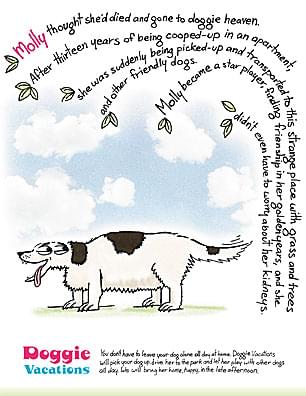 Molly thought she'd died and gone to doggie heaven.
After thirteen years of being cooped-up in an apartment,
she was suddenly being picked-up and transported to this strange place with grass and trees
and other friendly dogs.
Molly became a star player, finding frienship in her golden years, and she
didn't even have to worry about her kidneys.
Doggie
Vacations
You don't have to leave your dog alone all day at home. Doggie Vacations
will pick your dog up, drive her to the park and let her play with other dogs
all day. We will bring her home, happy, in the late afternoon.